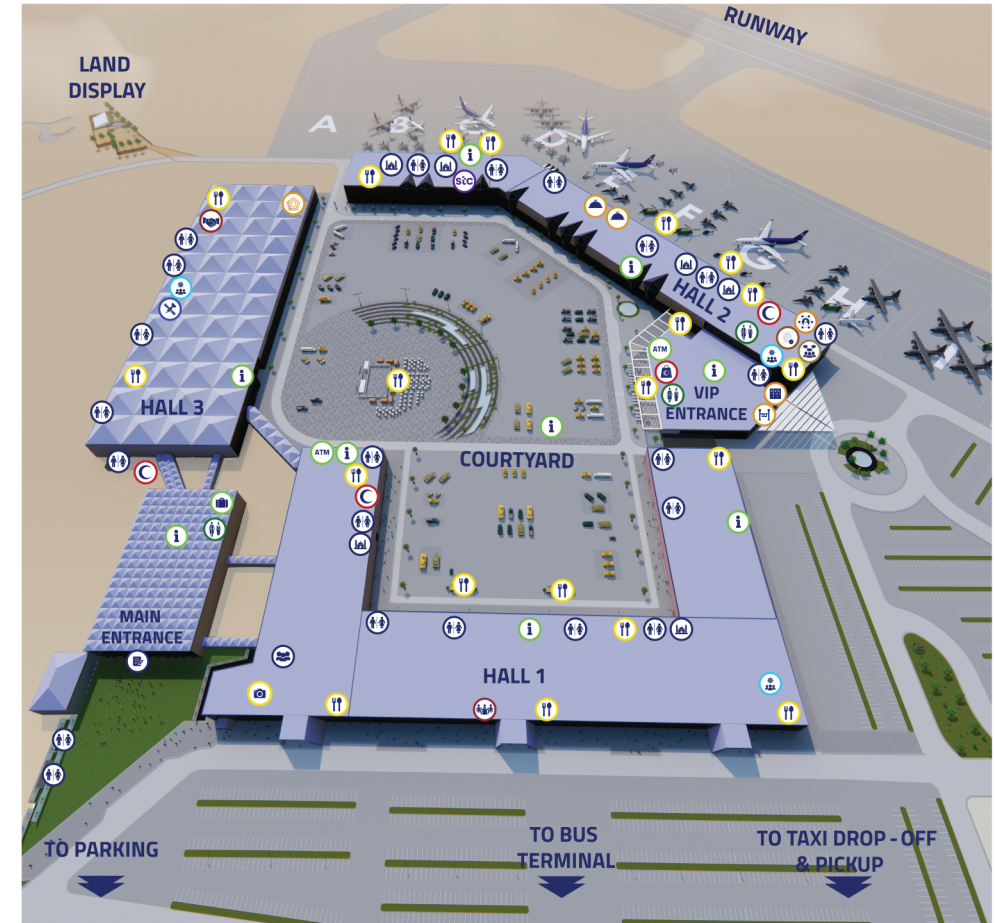 RUNWAY
LAND
DISPLAY
A
B
C
D
E
F
G
H
stc
i
i
HALL 2
ATM
i
VIP
ENTRANCE
i
HALL 3
i
COURTYARD
ATM
i
i
i
MAIN
ENTRANCE
i
HALL 1
TO PARKING
TO BUS
TERMINAL
TO TAXI DROP - OFF
& PICKUP